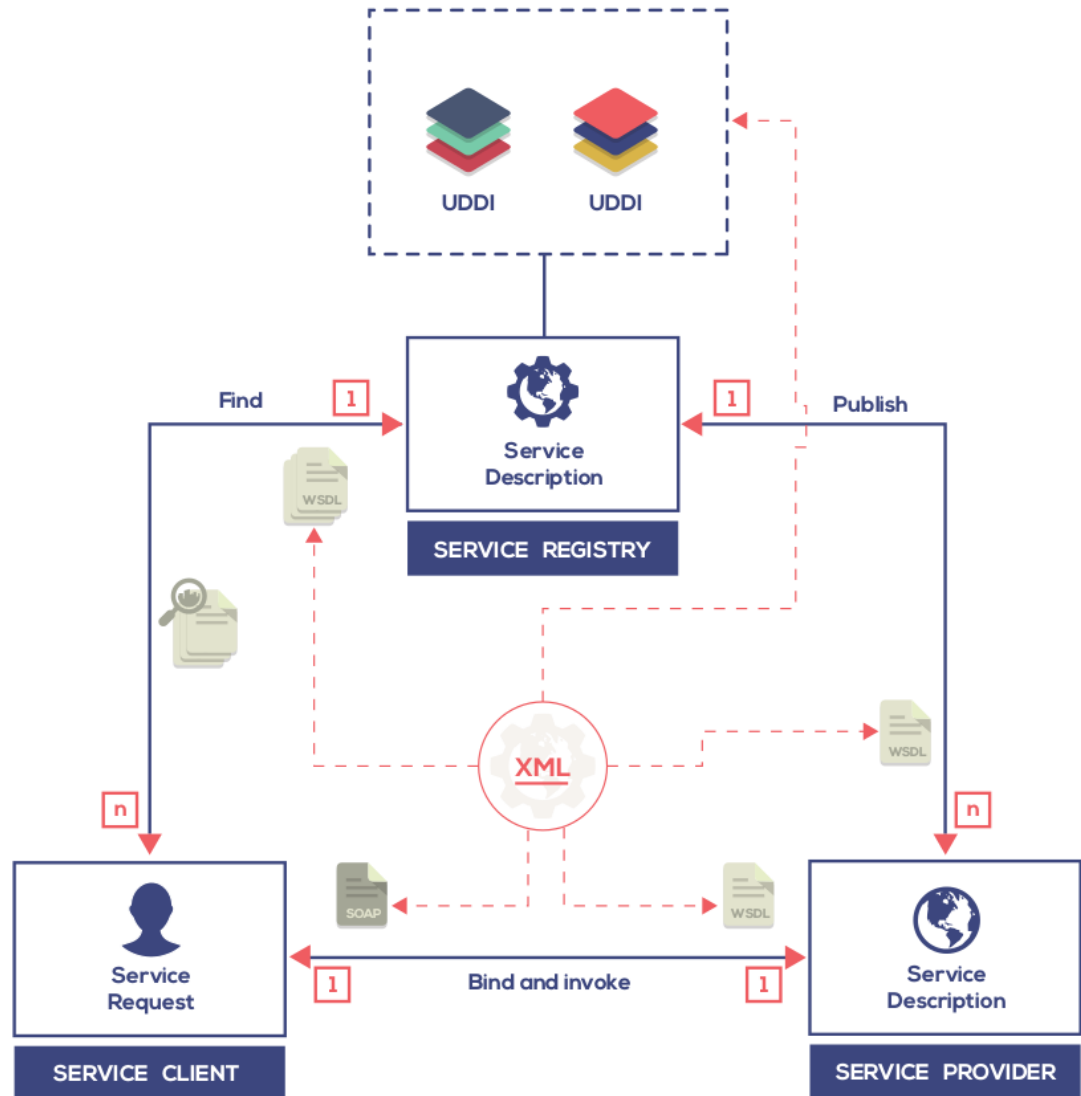 UDDI
UDDI
Find
1
1
Publish
Service
Description
WSDL
SERVICE REGISTRY
XML
WSDL
n
n
SOAP
WSDL
Service
Request
1
Bind and invoke
1
Service
Description
SERVICE CLIENT
SERVICE PROVIDER